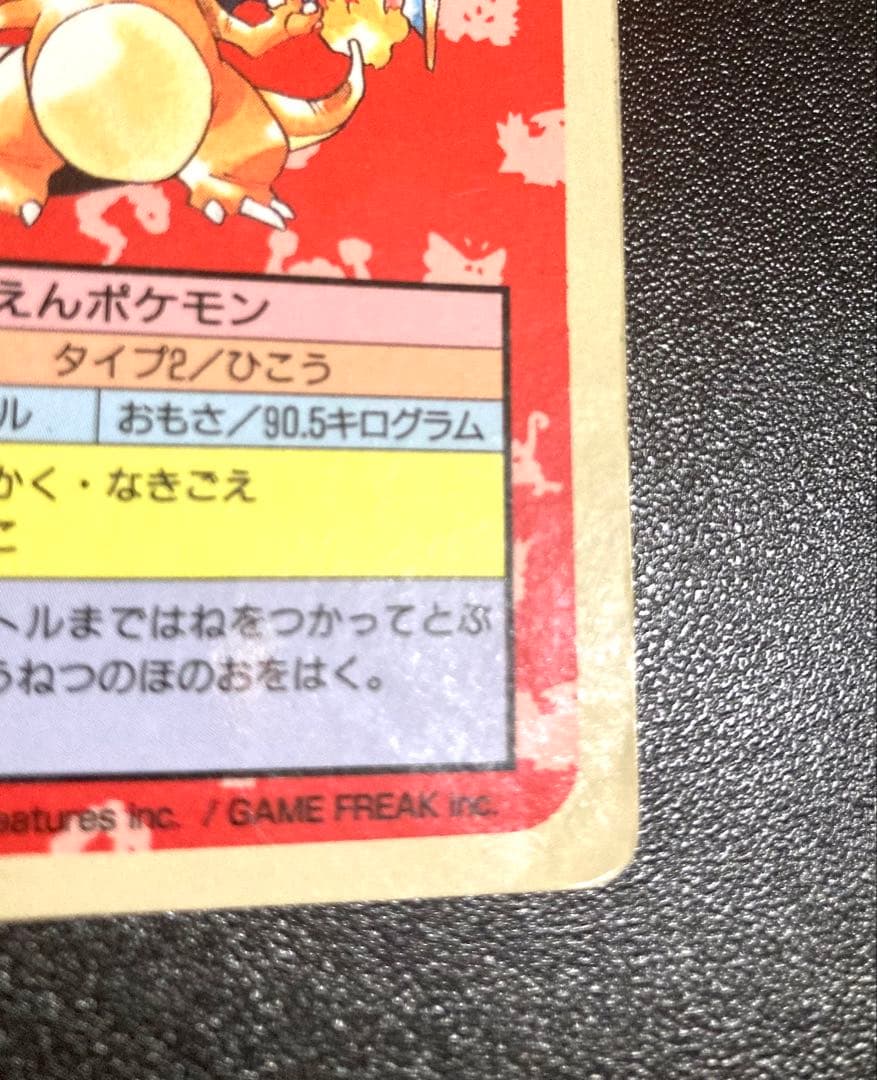 えんポケモン
タイプ2／ひこう
ル おもさ／90.5キログラム
かく・なきごえ
こ
トルまではねをつかってとぶ
うねつのほのおをはく。
eatures inc. / GAME FREAK inc.